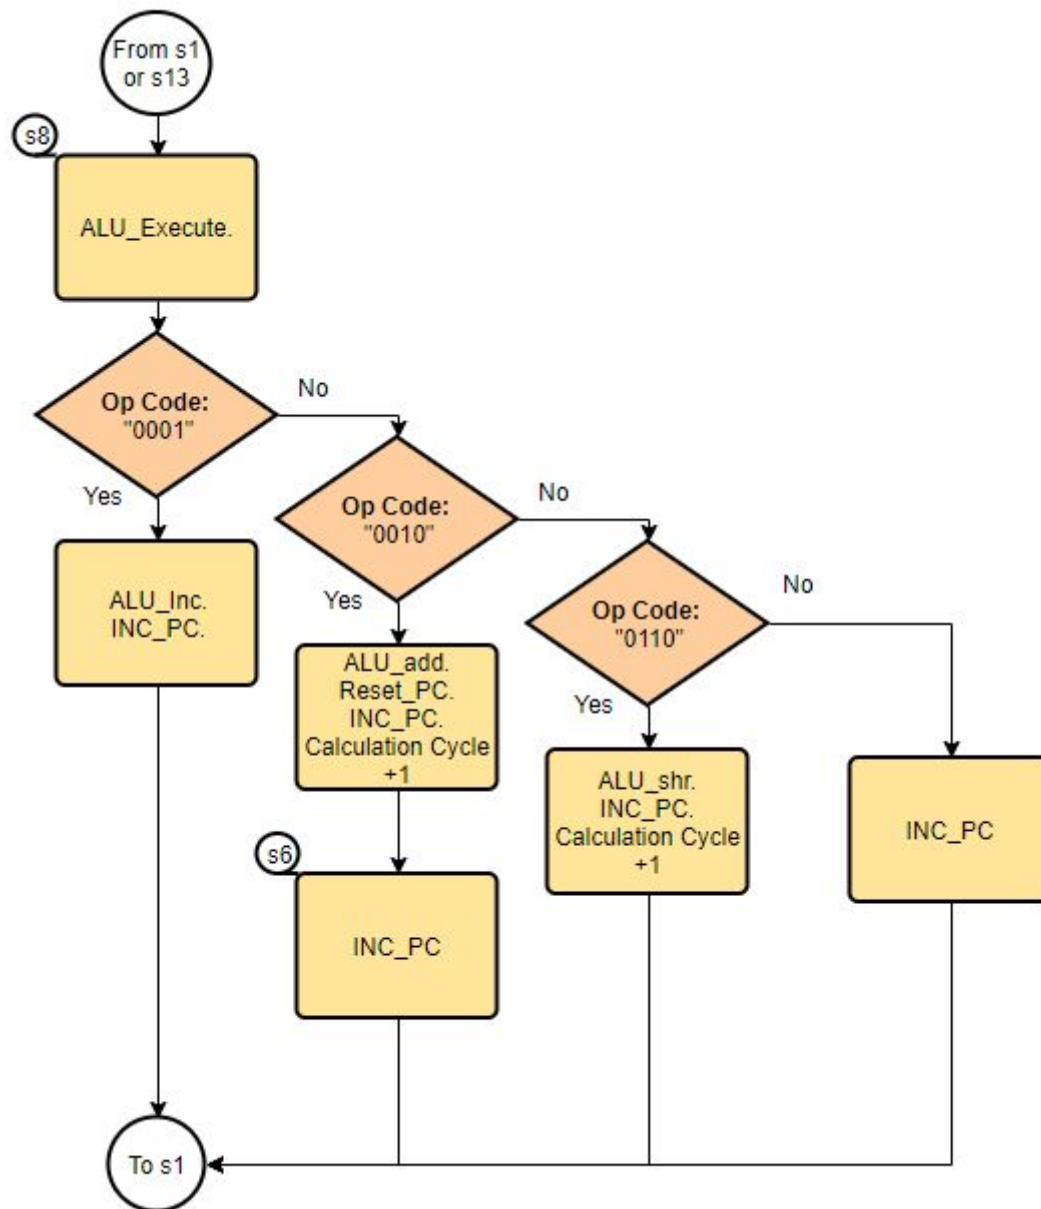 From s1
or s13
s8
ALU_Execute.
Op Code:
"0001"
No
Yes
Op Code:
"0010"
No
Yes
Op Code:
"0110"
No
Yes
ALU_Inc.
INC_PC.
ALU_add.
Reset_PC.
INC_PC.
Calculation Cycle
+1
ALU_shr.
INC_PC.
Calculation Cycle
+1
INC_PC
s6
INC_PC
To s1